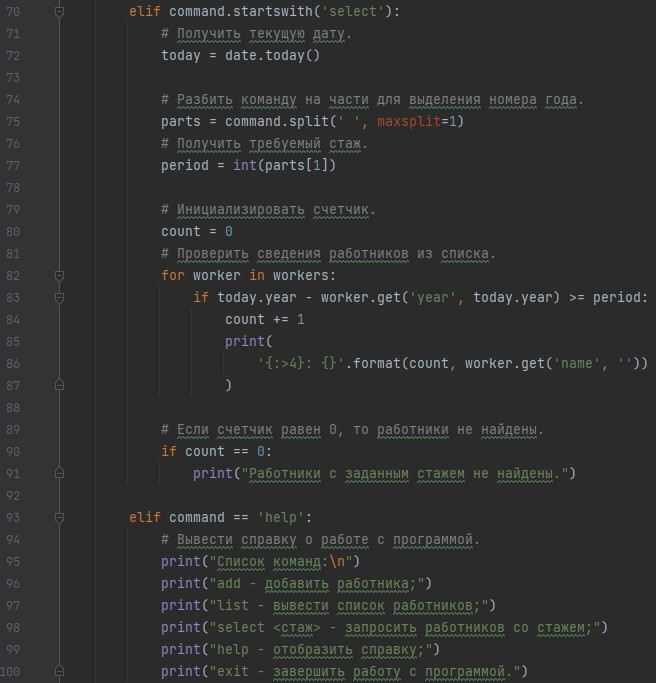 70 elif command.startswith('select'):
71 # Получить текущую дату.
72 today = date.today()
73
74 # Разбить команду на части для выделения номера года.
75 parts = command.split(' ', maxsplit=1)
76 # Получить требуемый стаж.
77 period = int(parts[1])
78
79 # Инициализировать счетчик.
80 count = 0
81 # Проверить сведения работников из списка.
82 for worker in workers:
83 if today.year - worker.get('year', today.year) >= period:
84 count += 1
85 print(
86 '{:>4}: {}'.format(count, worker.get('name', ''))
87 )
88
89 # Если счетчик равен 0, то работники не найдены.
90 if count == 0:
91 print("Работники с заданным стажем не найдены.")
92
93 elif command == 'help':
94 # Вывести справку о работе с программой.
95 print("Список команд:\n")
96 print("add - добавить работника;")
97 print("list - вывести список работников;")
98 print("select <стаж> - запросить работников со стажем;")
99 print("help - отобразить справку;")
100 print("exit - завершить работу с программой.")